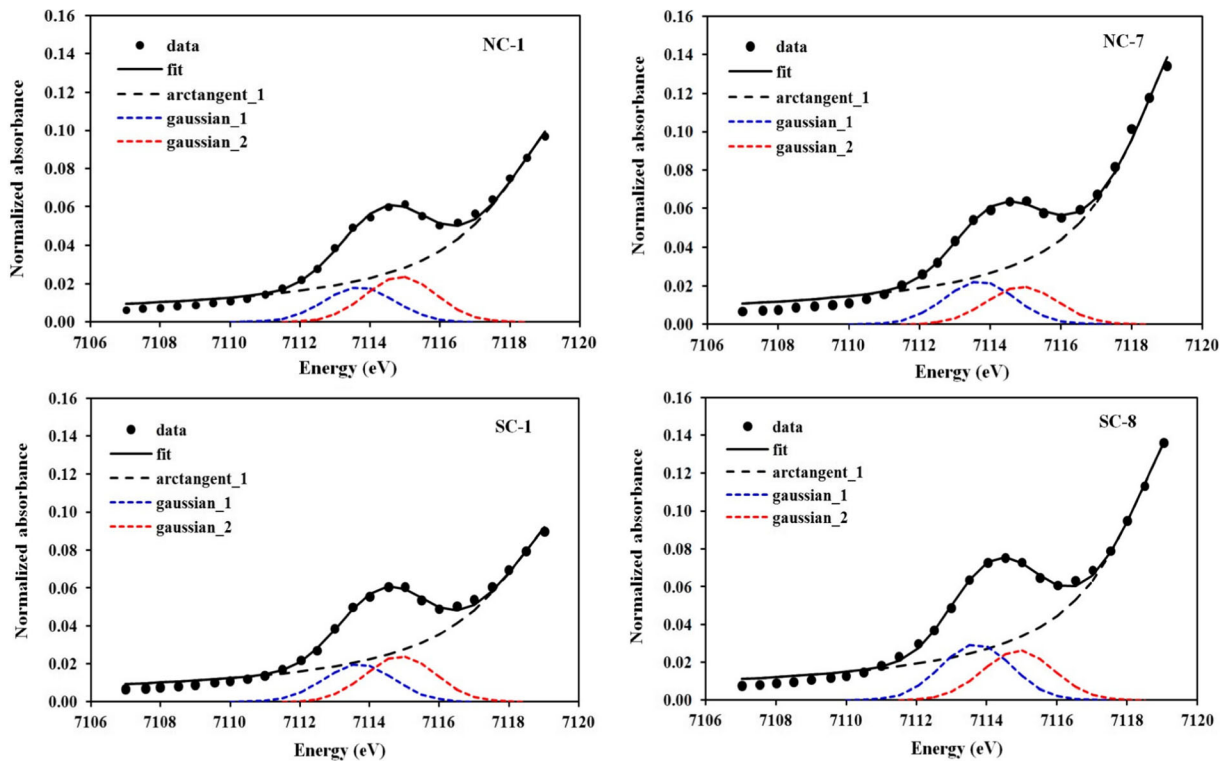 0.16
0.14
0.12
0.10
0.08
0.06
0.04
0.02
0.00
Normalized absorbance
NC-1
data
fit
arctangent_1
gaussian_1
gaussian_2
7106 7108 7110 7112 7114 7116 7118 7120
Energy (eV)
0.16
0.14
0.12
0.10
0.08
0.06
0.04
0.02
0.00
Normalized absorbance
NC-7
data
fit
arctangent_1
gaussian_1
gaussian_2
7106 7108 7110 7112 7114 7116 7118 7120
Energy (eV)
0.16
0.14
0.12
0.10
0.08
0.06
0.04
0.02
0.00
Normalized absorbance
SC-1
data
fit
arctangent_1
gaussian_1
gaussian_2
7106 7108 7110 7112 7114 7116 7118 7120
Energy (eV)
0.16
0.14
0.12
0.10
0.08
0.06
0.04
0.02
0.00
Normalized absorbance
SC-8
data
fit
arctangent_1
gaussian_1
gaussian_2
7106 7108 7110 7112 7114 7116 7118 7120
Energy (eV)